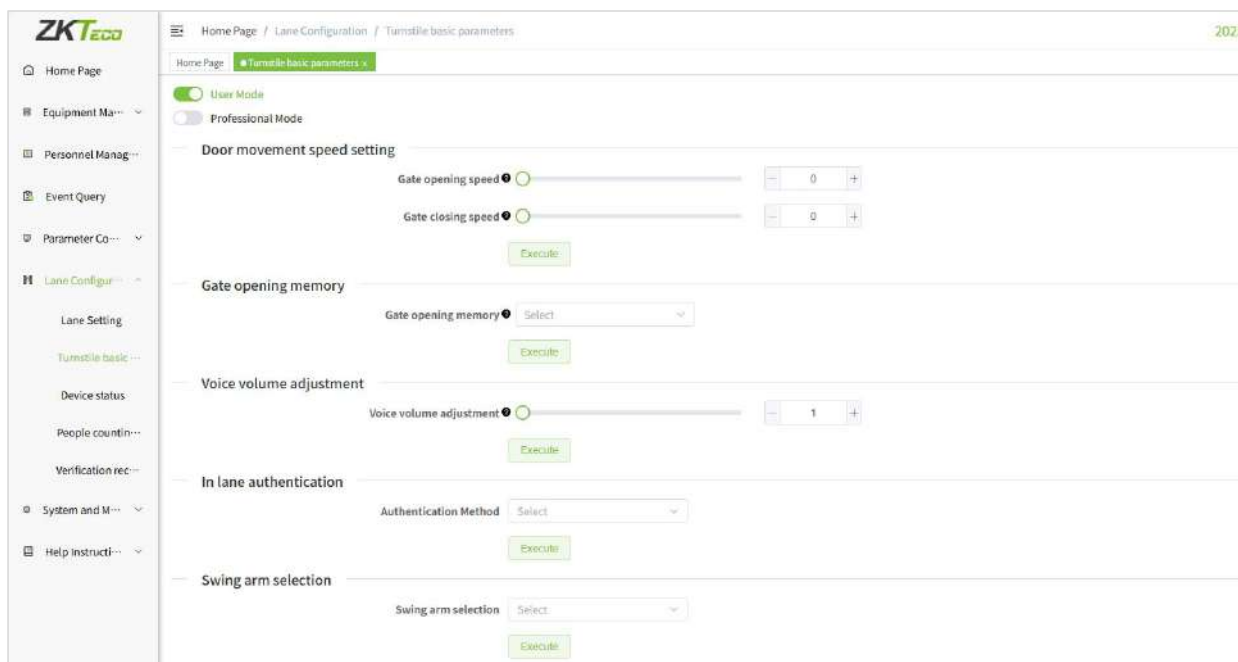 ZKTeco
Home Page / Lane Configuration / Turnstile basic parameters
202
Home Page
Turnstile basic parameters ×
Home Page
Equipment Ma···
Personnel Manag···
Event Query
Parameter Co···
Lane Configur···
Lane Setting
Turnstile basic ···
Device status
People countin···
Verification rec···
System and M···
Help Instructi···
User Mode
Professional Mode
Door movement speed setting
Gate opening speed
− 0 +
Gate closing speed
− 0 +
Execute
Gate opening memory
Gate opening memory Select
Execute
Voice volume adjustment
Voice volume adjustment
− 1 +
Execute
In lane authentication
Authentication Method Select
Execute
Swing arm selection
Swing arm selection Select
Execute